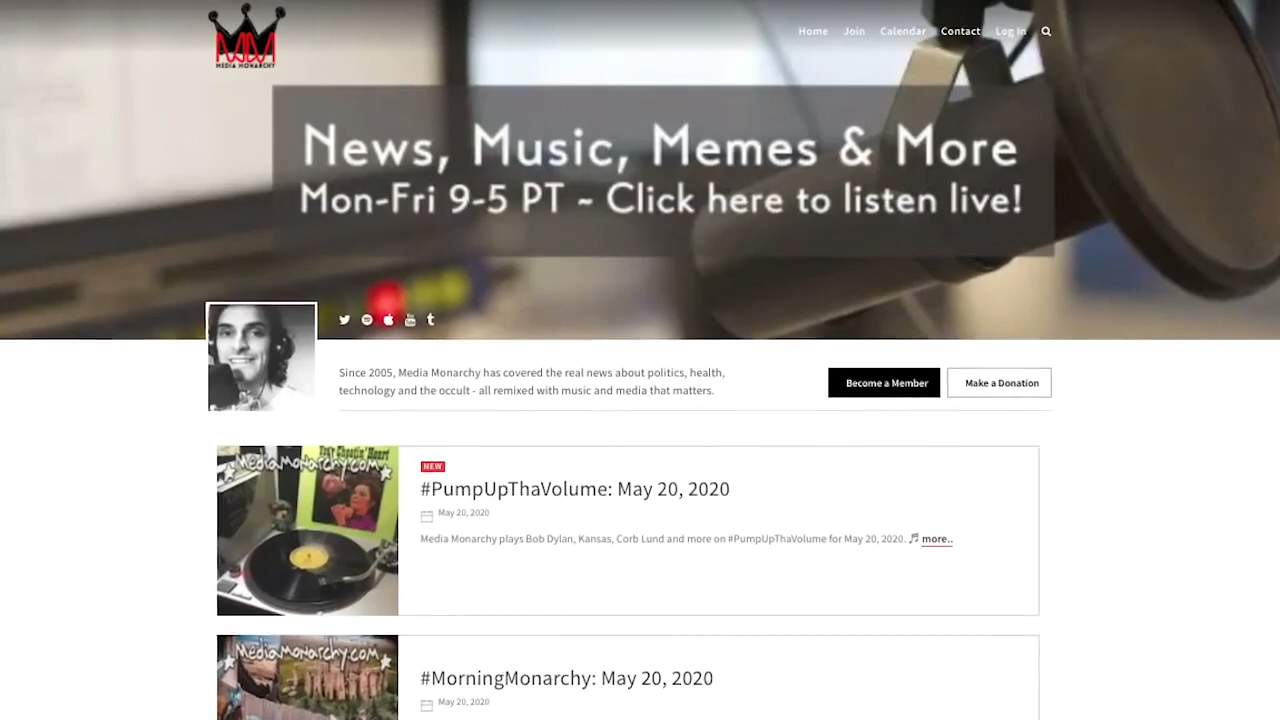 MEDIA MONARCHY
Home Join Calendar Contact Log In
News, Music, Memes & More
Mon-Fri 9-5 PT ~ Click here to listen live!
Since 2005, Media Monarchy has covered the real news about politics, health,
technology and the occult - all remixed with music and media that matters.
Become a Member
Make a Donation
Your Cheatin' Heart
MediaMonarchy.com
NEW
#PumpUpThaVolume: May 20, 2020
May 20, 2020
Media Monarchy plays Bob Dylan, Kansas, Corb Lund and more on #PumpUpThaVolume for May 20, 2020. 🎵 more..
MediaMonarchy.com
#MorningMonarchy: May 20, 2020
May 20, 2020